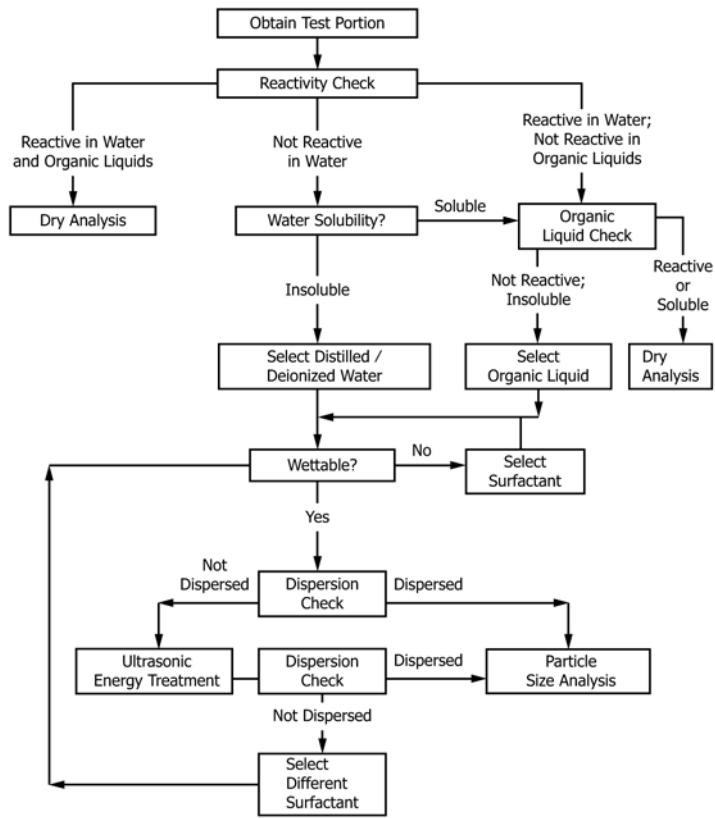 Obtain Test Portion
Reactivity Check
Reactive in Water
and Organic Liquids
Not Reactive
in Water
Reactive in Water;
Not Reactive in
Organic Liquids
Dry Analysis
Water Solubility?
Soluble
Organic
Liquid Check
Insoluble
Not Reactive;
Insoluble
Reactive
or
Soluble
Select Distilled /
Deionized Water
Select
Organic Liquid
Dry
Analysis
Wettable?
No
Select
Surfactant
Yes
Not
Dispersed
Dispersion
Check
Dispersed
Ultrasonic
Energy Treatment
Dispersion
Check
Dispersed
Particle
Size Analysis
Not Dispersed
Select
Different
Surfactant